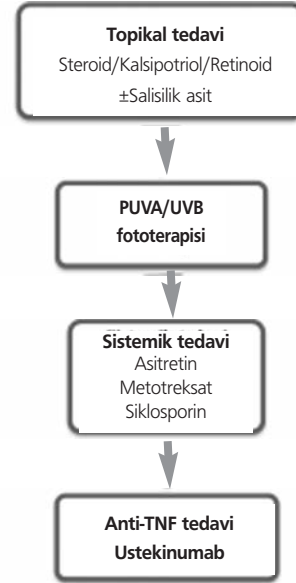 Topikal tedavi
Steroid/Kalsipotriol/Retinoid
±Salisilik asit
PUVA/UVB
fototerapisi
Sistemik tedavi
Asitretin
Metotreksat
Siklosporin
Anti-TNF tedavi
Ustekinumab